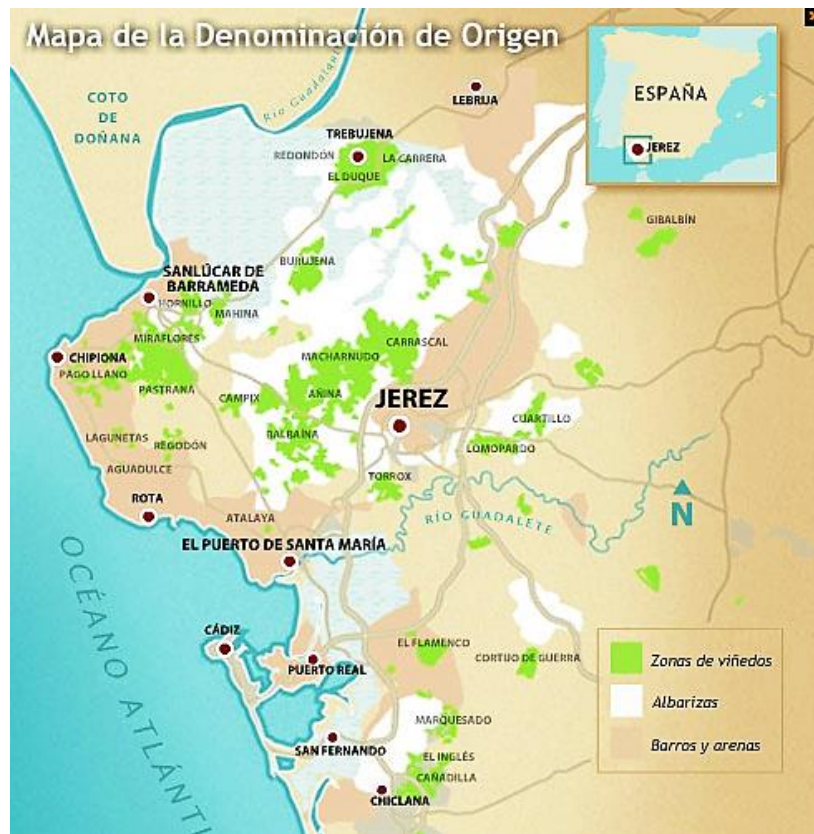 Mapa de la Denominación de Origen
COTO
DE
DOÑANA
Río Guadalquivir
LEBRIJA
ESPAÑA
JEREZ
TREBUJENA
REDONDÓN
LA CARRERA
EL DUQUE
GIBALBÍN
BURUJENA
SANLÚCAR DE
BARRAMEDA
HORNILLO
MAHINA
MIRAFLORES
CARRASCAL
MACHARNUDO
CHIPIONA
PAGO LLANO
PASTRANA
CAMPIX
AÑINA
JEREZ
CUARTILLO
BALBAÍNA
LAGUNETAS
REGODÓN
LOMOPARDO
AGUADULCE
TORROX
ROTA
ATALAYA
RÍO GUADALETE
N
EL PUERTO DE SANTA MARÍA
OCÉANO ATLÁNTI
CÁDIZ
EL FLAMENCO
CORTIJO DE GUERRA
PUERTO REAL
Zonas de viñedos
Albarizas
Barros y arenas
MARQUESADO
SAN FERNANDO
EL INGLÉS
CAÑADILLA
CHICLANA